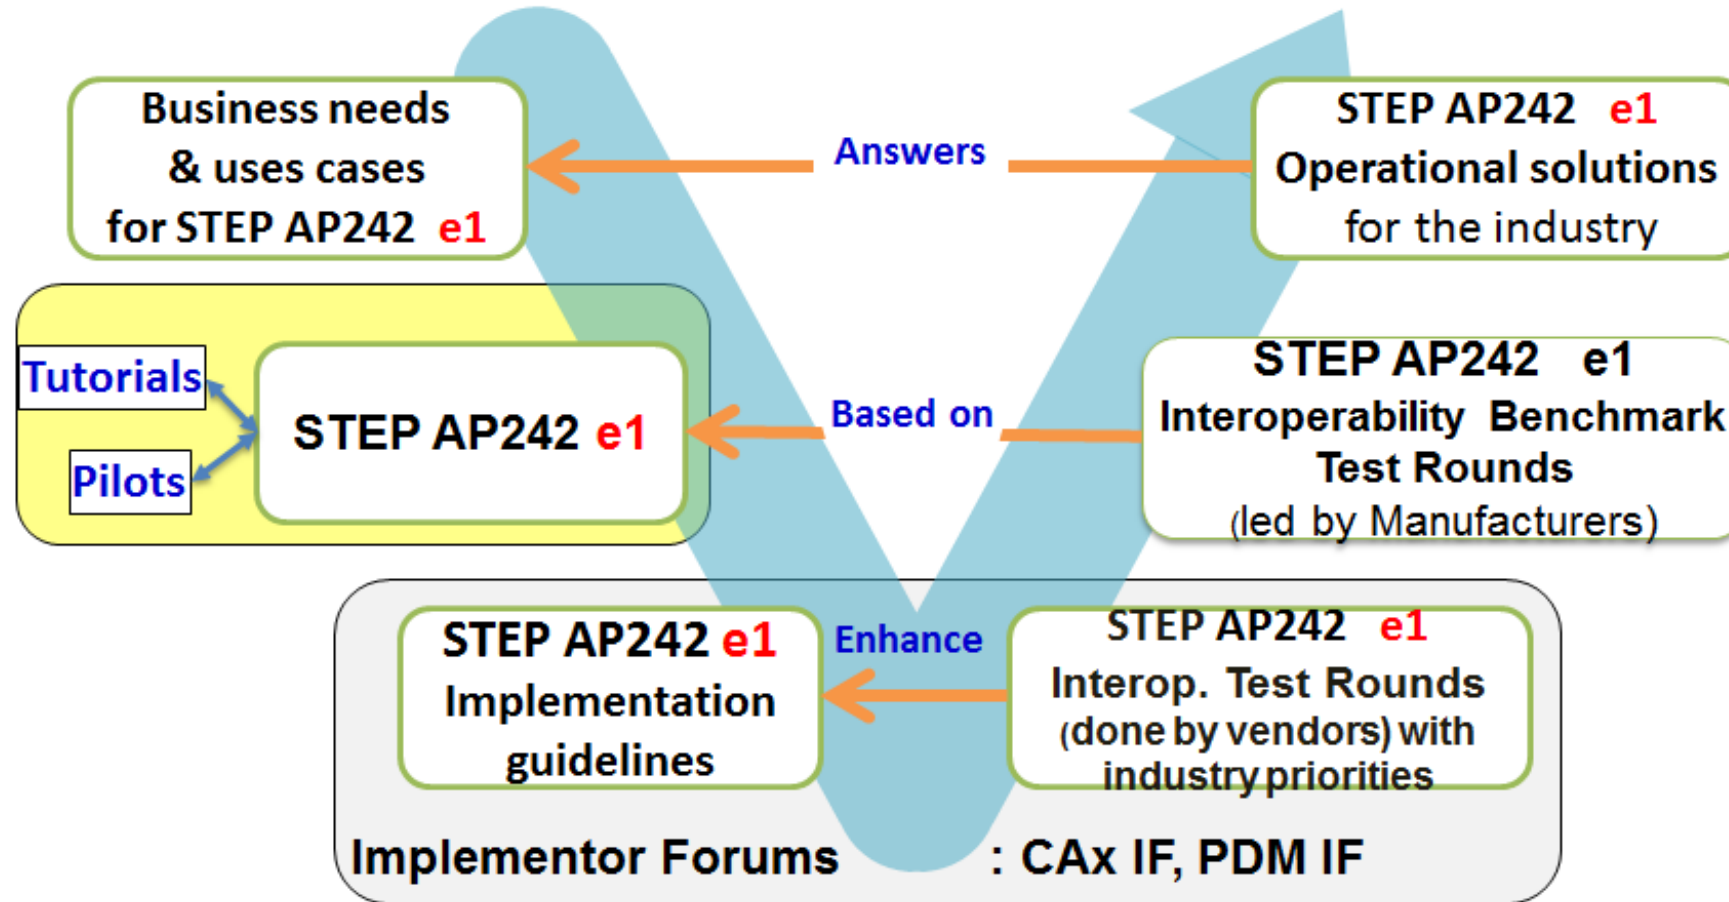 Business needs
& uses cases
for STEP AP242 e1
Answers
STEP AP242 e1
Operational solutions
for the industry
Tutorials
Pilots
STEP AP242 e1
Based on
STEP AP242 e1
Interoperability Benchmark
Test Rounds
(led by Manufacturers)
STEP AP242 e1
Implementation
guidelines
Enhance
STEP AP242 e1
Interop. Test Rounds
(done by vendors) with
industry priorities
Implementor Forums : CAx IF, PDM IF